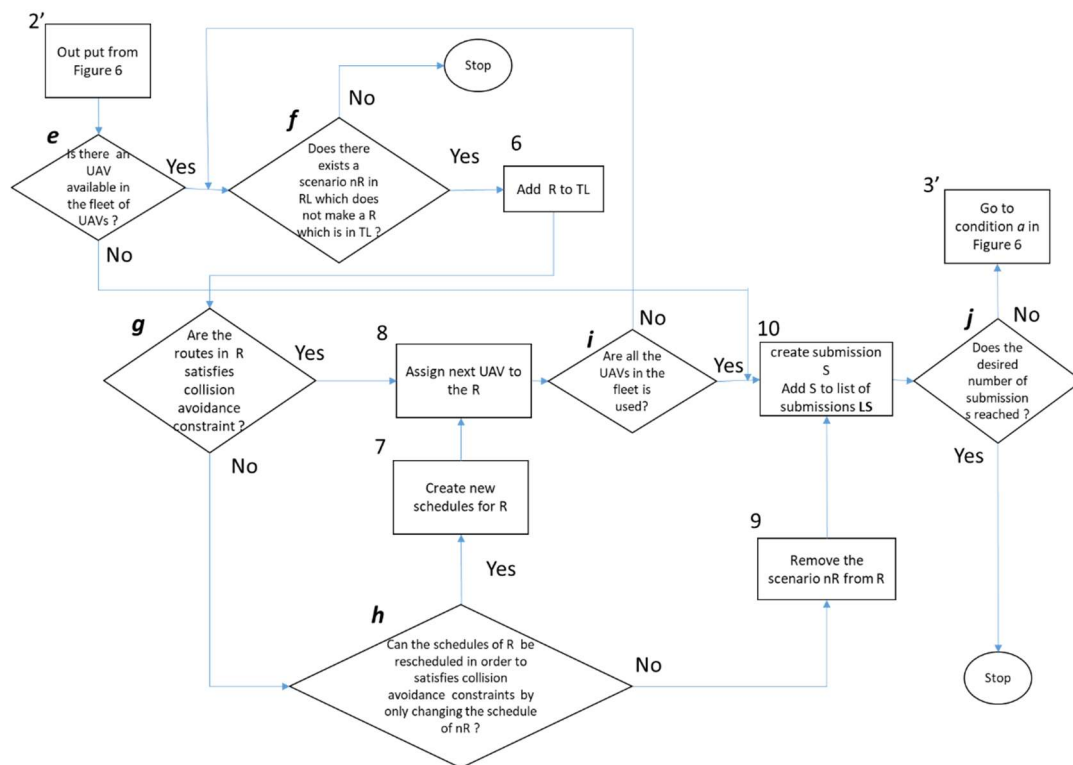 2’
Out put from
Figure 6
Stop
No
e
Is there an
UAV
available in
the fleet of
UAVs ?
Yes
No
f
Does there
exists a
scenario nR in
RL which does
not make a R
which is in TL ?
Yes
6
Add R to TL
3’
Go to
condition a in
Figure 6
No
g
Are the
routes in R
satisfies
collision
avoidance
constraint ?
Yes
No
8
Assign next UAV to
the R
No
i
Are all the
UAVs in the
fleet is
used?
Yes
10
create submission
S
Add S to list of
submissions LS
j
Does the
desired
number of
submission
s reached ?
Yes
7
Create new
schedules for R
Yes
9
Remove the
scenario nR from R
h
Can the schedules of R be
rescheduled in order to
satisfies collision
avoidance constraints by
only changing the schedule
of nR ?
No
Stop